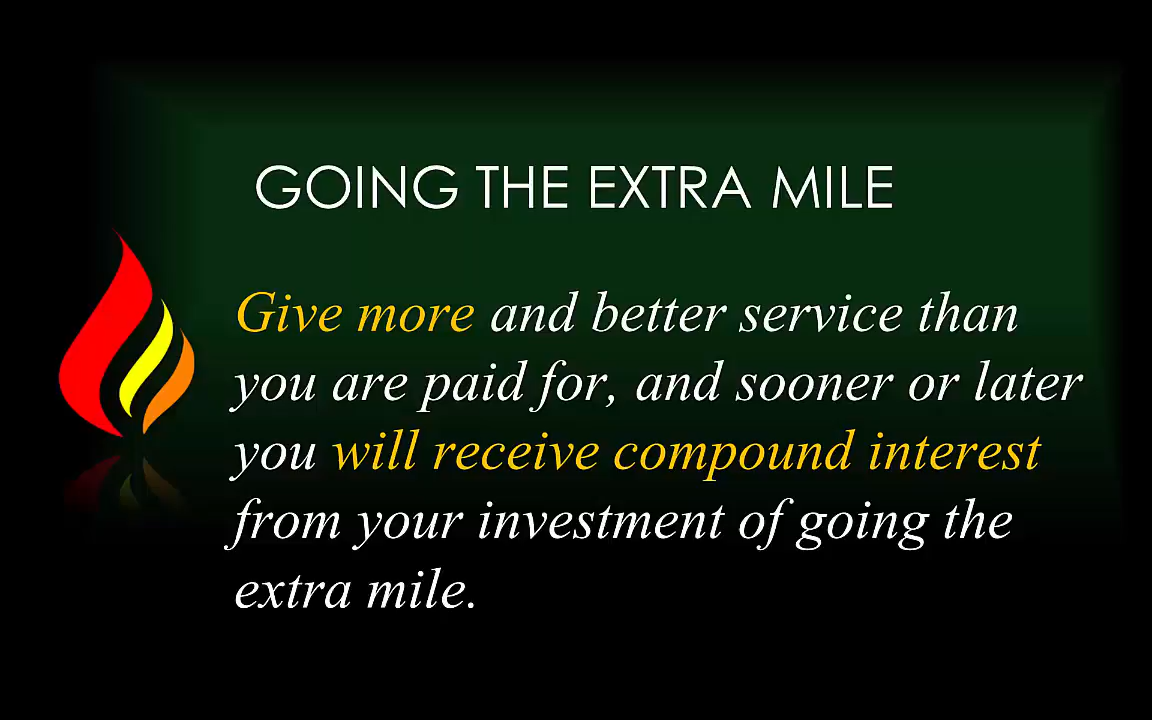 GOING THE EXTRA MILE
Give more and better service than
you are paid for, and sooner or later
you will receive compound interest
from your investment of going the
extra mile.